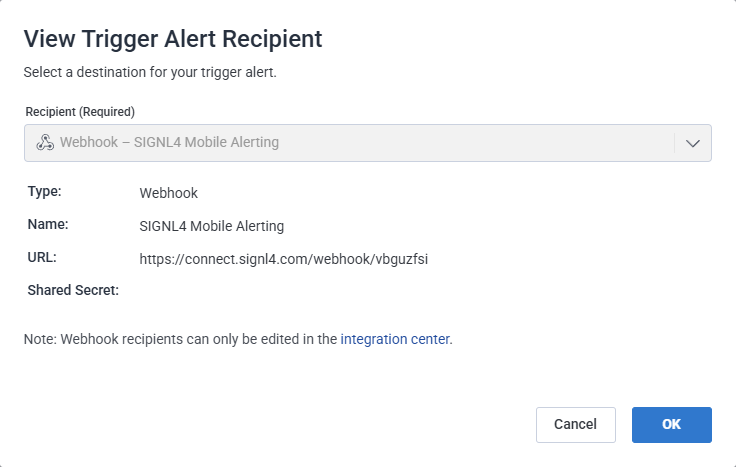 View Trigger Alert Recipient
Select a destination for your trigger alert.
Recipient (Required)
Webhook – SIGNL4 Mobile Alerting
Type: Webhook
Name: SIGNL4 Mobile Alerting
URL: https://connect.signl4.com/webhook/vbguzfsi
Shared Secret:
Note: Webhook recipients can only be edited in the integration center.
Cancel OK